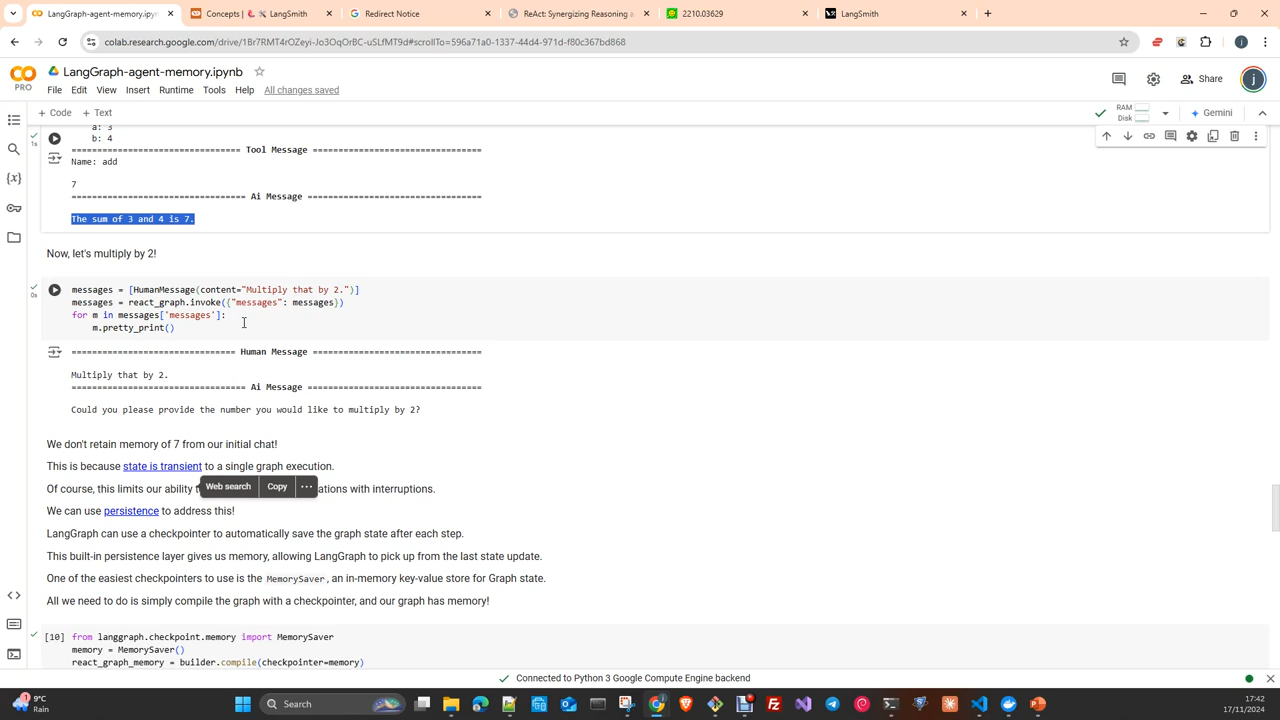 LangGraph-agent-memory.ipyn
Concepts | 🦜🛠️ LangSmith
Redirect Notice
ReAct: Synergizing Reasoning a
2210.03629
LangSmith
colab.research.google.com/drive/1Br7RMT4rOZeyi-Jo3OqOrBC-uSLfMT9d#scrollTo=596a71a0-1337-44d4-971d-f80c367bd868
CO
PRO
LangGraph-agent-memory.ipynb
Share
j
File Edit View Insert Runtime Tools Help All changes saved
+ Code + Text
RAM
Disk
Gemini
1s
a: 3
b: 4
================================= Tool Message =================================
Name: add
7
================================== Ai Message ==================================
The sum of 3 and 4 is 7.
Now, let's multiply by 2!
0s
messages = [HumanMessage(content="Multiply that by 2.")]
messages = react_graph.invoke({"messages": messages})
for m in messages['messages']:
m.pretty_print()
================================ Human Message =================================
Multiply that by 2.
================================== Ai Message ==================================
Could you please provide the number you would like to multiply by 2?
We don't retain memory of 7 from our initial chat!
This is because state is transient to a single graph execution.
Of course, this limits our ability
Web search Copy ...
ations with interruptions.
We can use persistence to address this!
LangGraph can use a checkpointer to automatically save the graph state after each step.
This built-in persistence layer gives us memory, allowing LangGraph to pick up from the last state update.
One of the easiest checkpointers to use is the MemorySaver, an in-memory key-value store for Graph state.
All we need to do is simply compile the graph with a checkpointer, and our graph has memory!
[10] from langgraph.checkpoint.memory import MemorySaver
memory = MemorySaver()
react_graph_memory = builder.compile(checkpointer=memory)
Connected to Python 3 Google Compute Engine backend
9°C
Rain
Search
17:42
17/11/2024